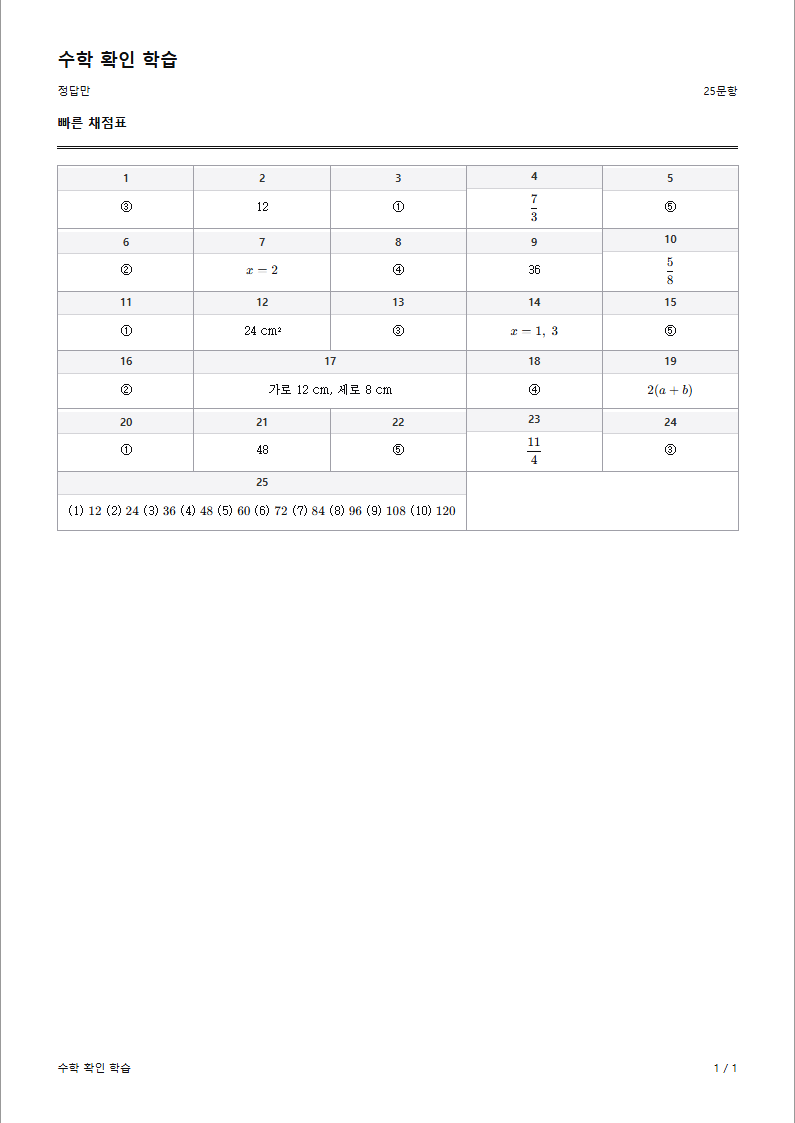 수학 확인 학습
정답만 25문항
빠른 채점표
1 2 3 4 5
③ 12 ① 7/3 ⑤
6 7 8 9 10
② x = 2 ④ 36 5/8
11 12 13 14 15
① 24 cm² ③ x = 1, 3 ⑤
16 17 18 19
② 가로 12 cm, 세로 8 cm ④ 2(a + b)
20 21 22 23 24
① 48 ⑤ 11/4 ③
25
(1) 12 (2) 24 (3) 36 (4) 48 (5) 60 (6) 72 (7) 84 (8) 96 (9) 108 (10) 120
수학 확인 학습 1 / 1